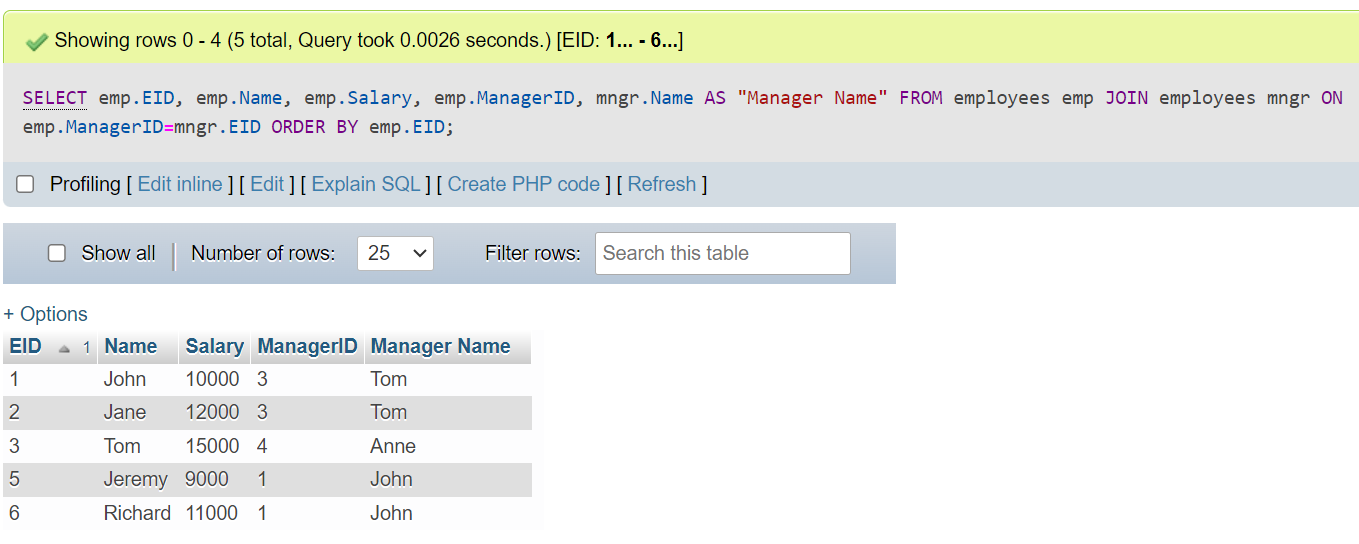 Showing rows 0 - 4 (5 total, Query took 0.0026 seconds.) [EID: 1... - 6...]
SELECT emp.EID, emp.Name, emp.Salary, emp.ManagerID, mngr.Name AS "Manager Name" FROM employees emp JOIN employees mngr ON
emp.ManagerID=mngr.EID ORDER BY emp.EID;
Profiling [ Edit inline ] [ Edit ] [ Explain SQL ] [ Create PHP code ] [ Refresh ]
Show all Number of rows: 25 Filter rows: Search this table
+ Options
EID 1 Name Salary ManagerID Manager Name
1 John 10000 3 Tom
2 Jane 12000 3 Tom
3 Tom 15000 4 Anne
5 Jeremy 9000 1 John
6 Richard 11000 1 John